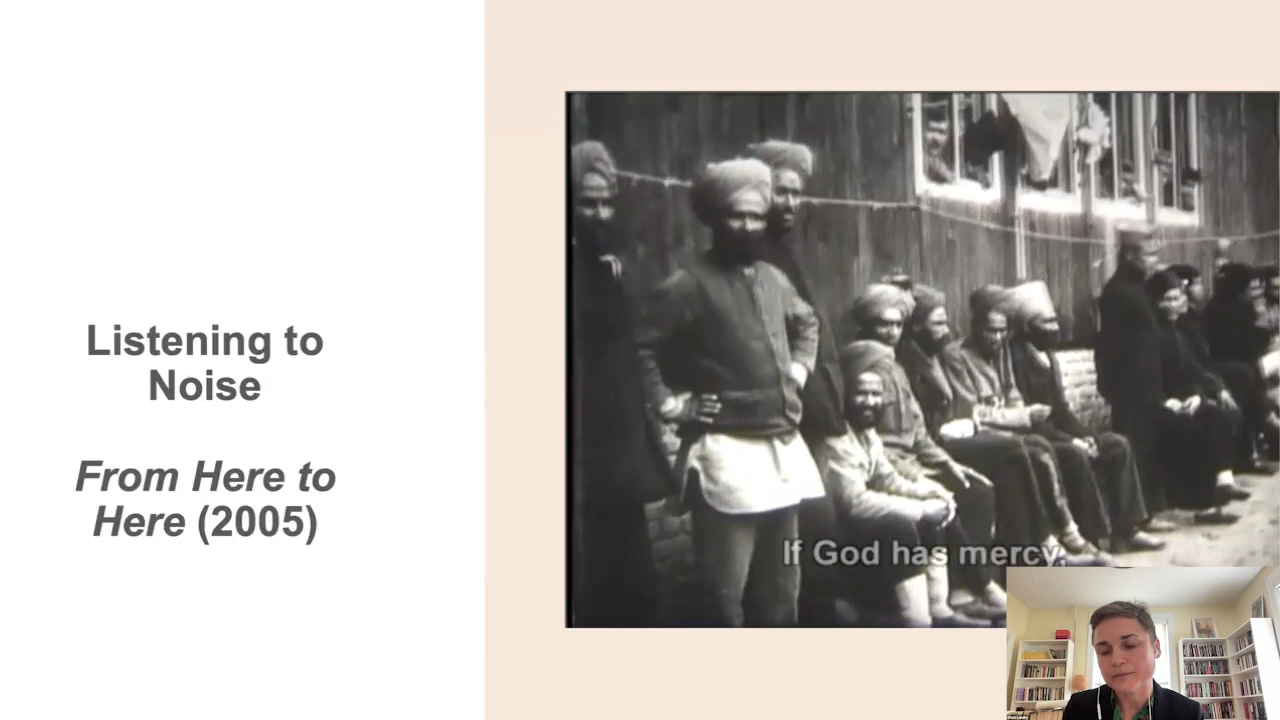 Listening to
Noise
From Here to
Here (2005)
If God has mercy,